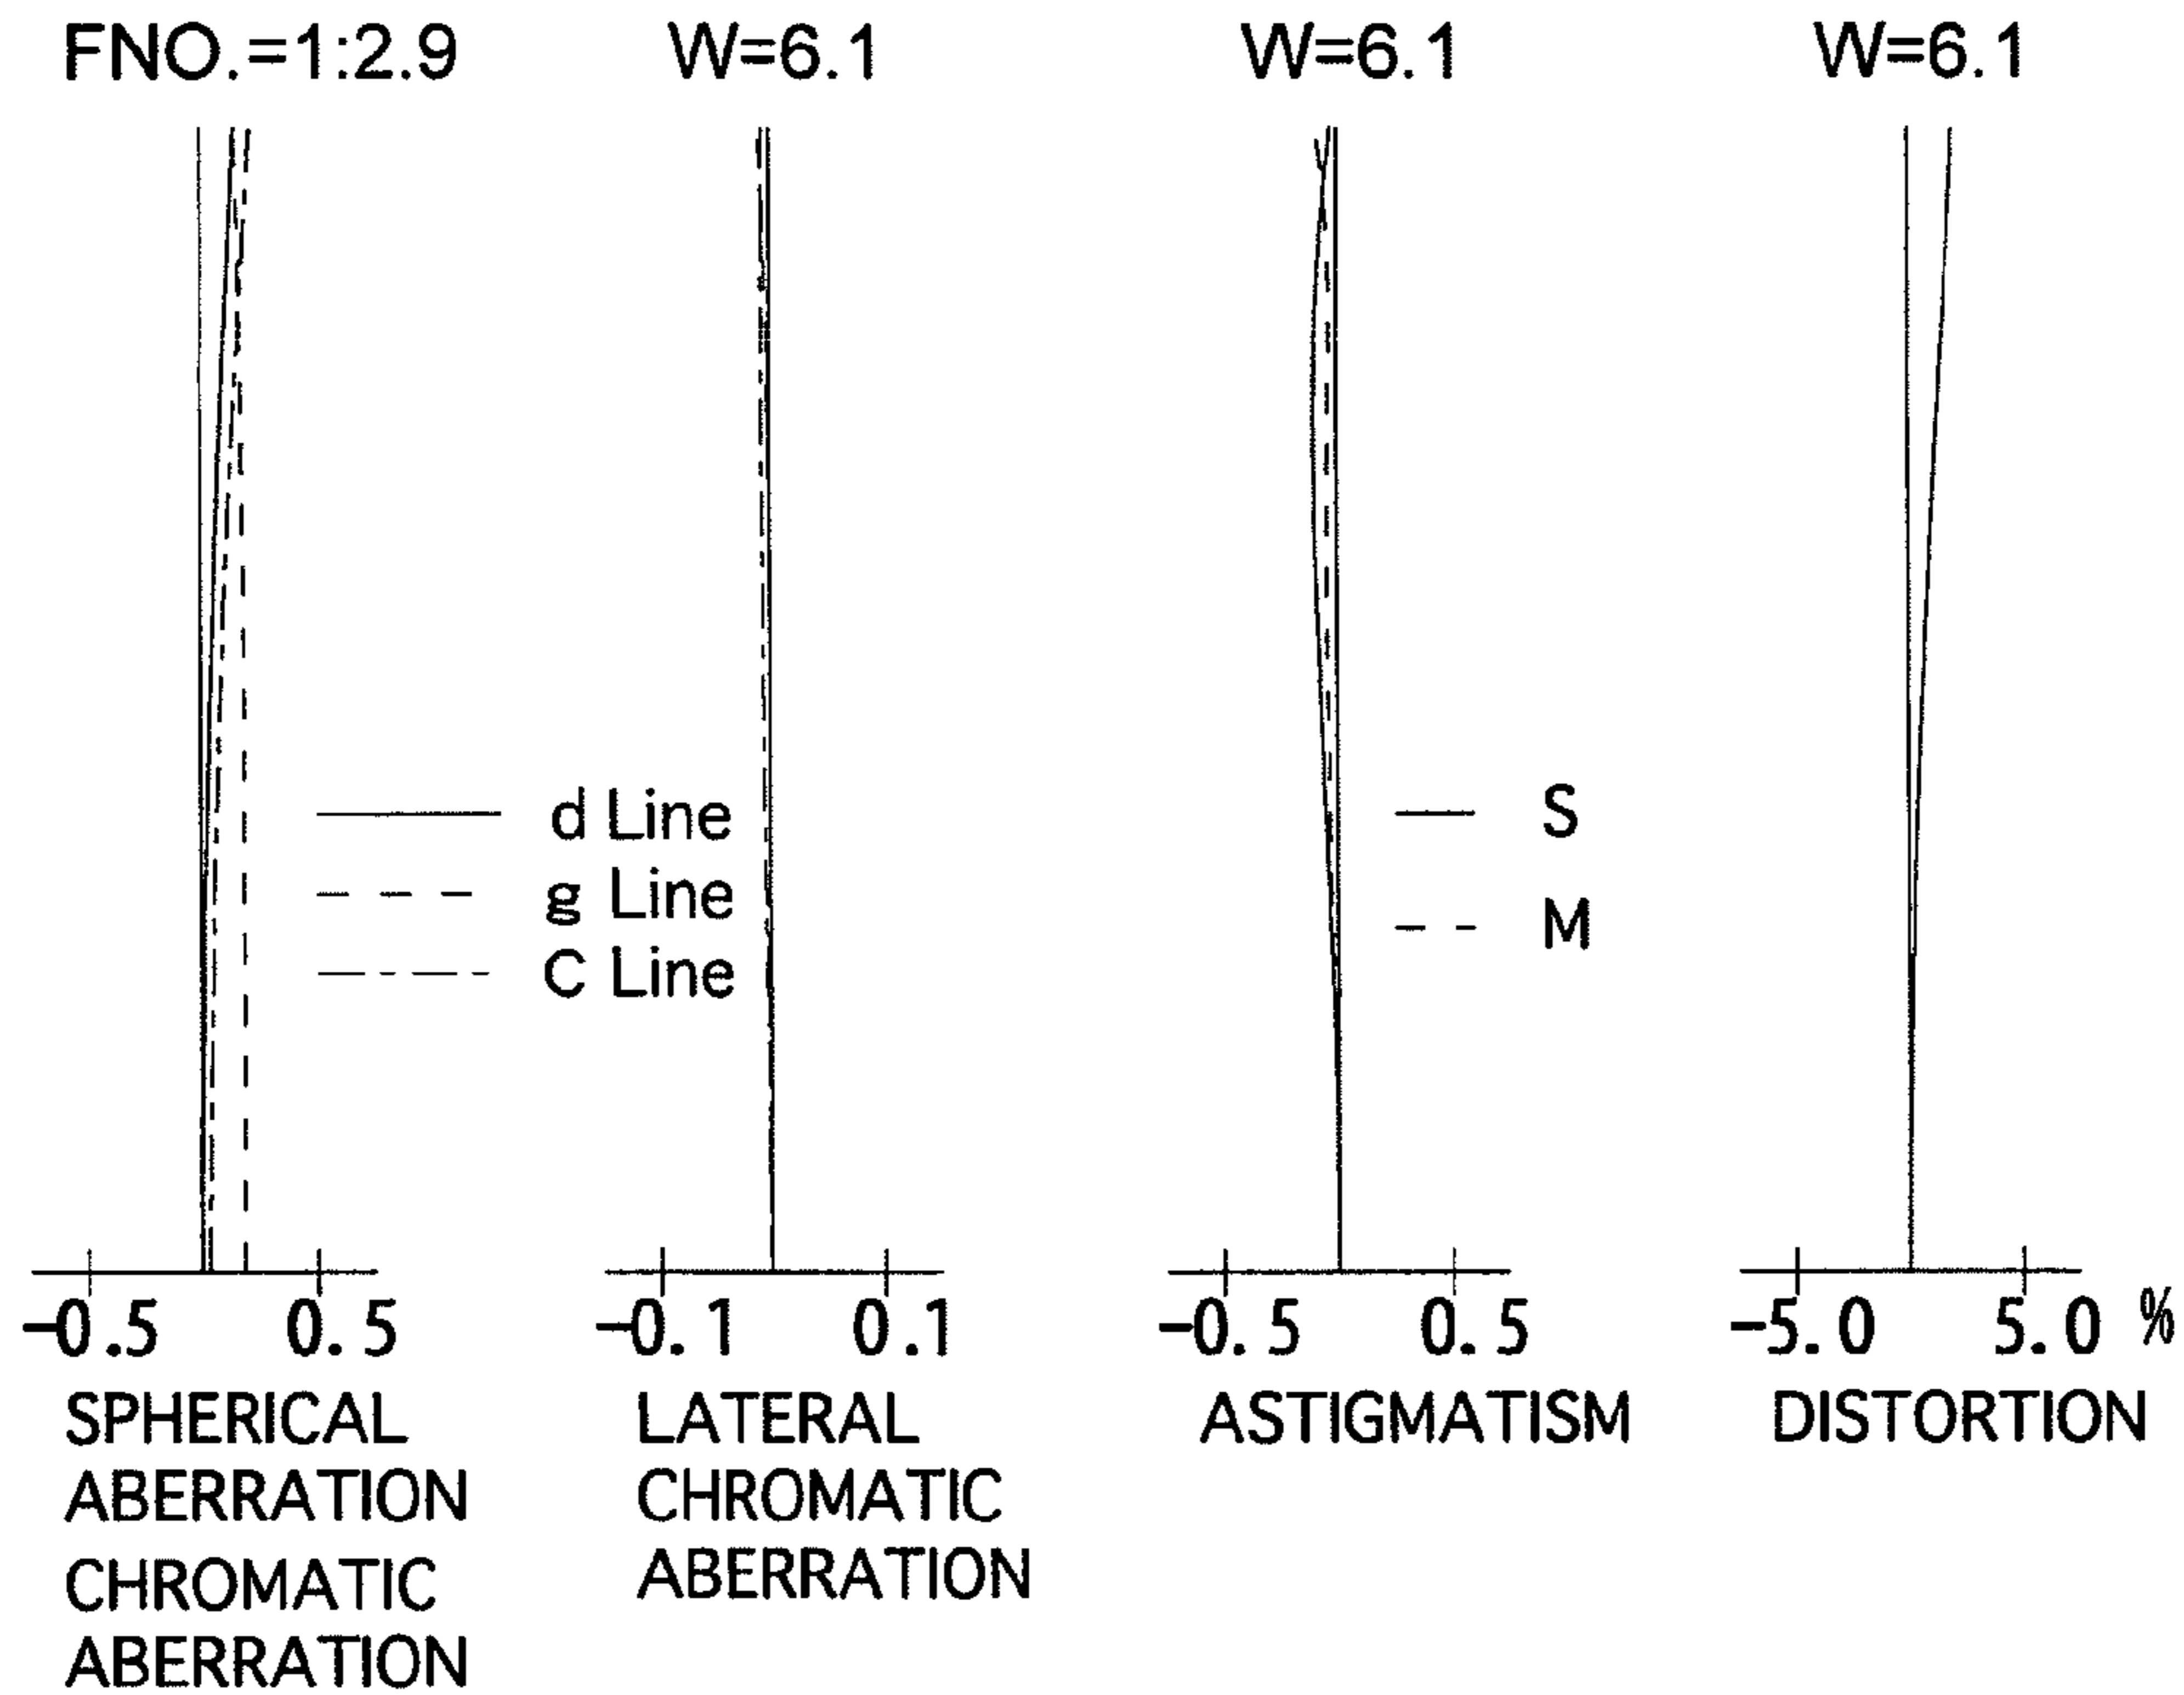 FNO.=1:2.9
W=6.1
W=6.1
W=6.1
d Line
g Line
C Line
S
M
-0.5 0.5
-0.1 0.1
-0.5 0.5
-5.0 5.0 %
SPHERICAL
ABERRATION
CHROMATIC
ABERRATION
LATERAL
CHROMATIC
ABERRATION
ASTIGMATISM
DISTORTION